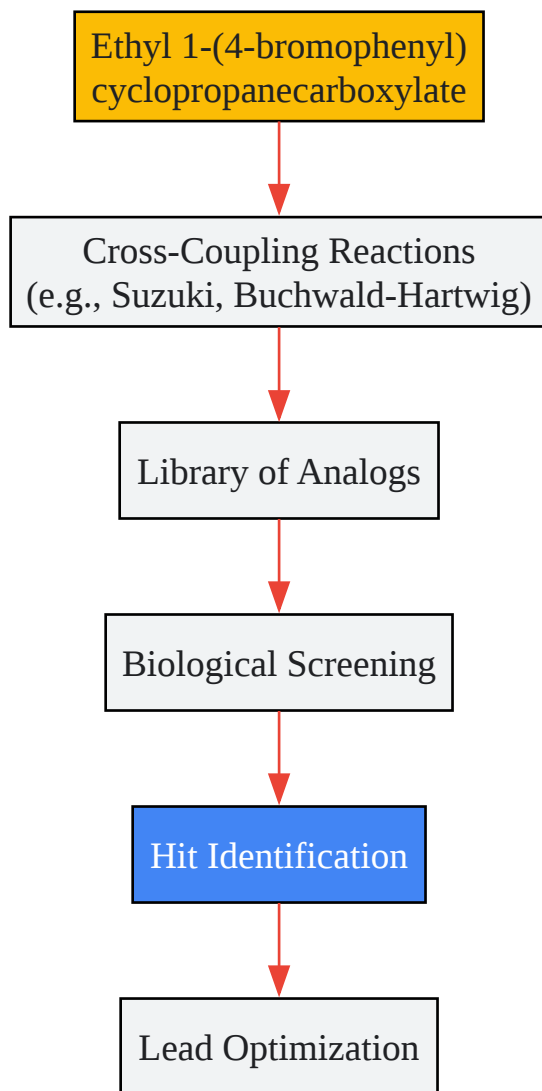 Ethyl 1-(4-bromophenyl)
cyclopropanecarboxylate
Cross-Coupling Reactions
(e.g., Suzuki, Buchwald-Hartwig)
Library of Analogs
Biological Screening
Hit Identification
Lead Optimization